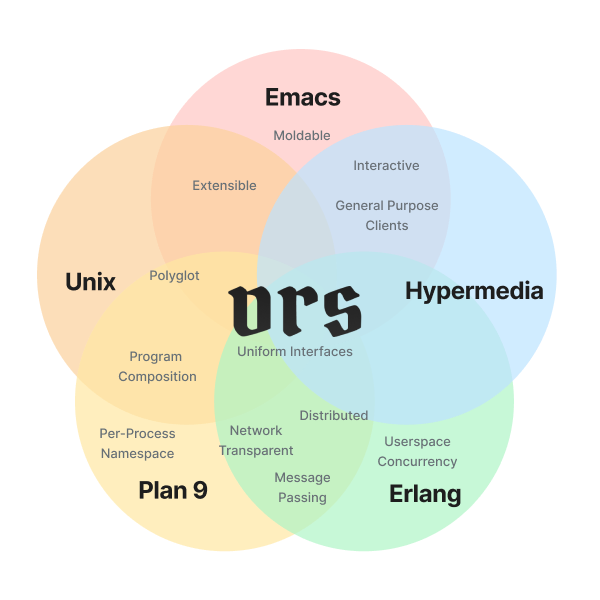 Emacs
Moldable
Interactive
Extensible
General Purpose
Clients
Polyglot
Unix
Hypermedia
ors
Uniform Interfaces
Program
Composition
Distributed
Per-Process
Namespace
Network
Transparent
Userspace
Concurrency
Message
Passing
Plan 9
Erlang